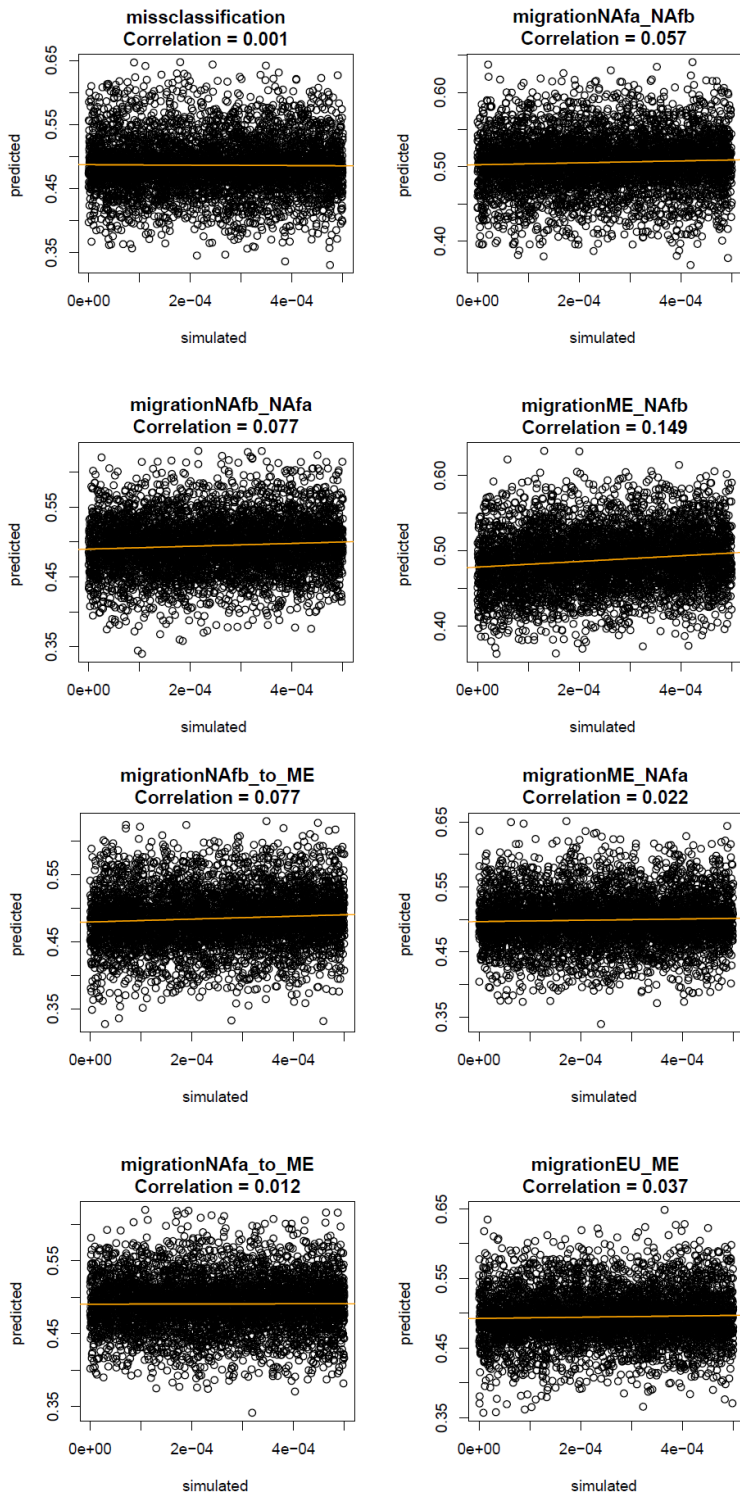 missclassification
Correlation = 0.001
predicted
0.65
0.55
0.45
0.35
0e+00 2e−04 4e−04
simulated
migrationNAfa_NAfb
Correlation = 0.057
predicted
0.60
0.50
0.40
0e+00 2e−04 4e−04
simulated
migrationNAfb_NAfa
Correlation = 0.077
predicted
0.55
0.45
0.35
0e+00 2e−04 4e−04
simulated
migrationME_NAfb
Correlation = 0.149
predicted
0.60
0.50
0.40
0e+00 2e−04 4e−04
simulated
migrationNAfb_to_ME
Correlation = 0.077
predicted
0.55
0.45
0.35
0e+00 2e−04 4e−04
simulated
migrationME_NAfa
Correlation = 0.022
predicted
0.65
0.55
0.45
0.35
0e+00 2e−04 4e−04
simulated
migrationNAfa_to_ME
Correlation = 0.012
predicted
0.55
0.45
0.35
0e+00 2e−04 4e−04
simulated
migrationEU_ME
Correlation = 0.037
predicted
0.65
0.55
0.45
0.35
0e+00 2e−04 4e−04
simulated